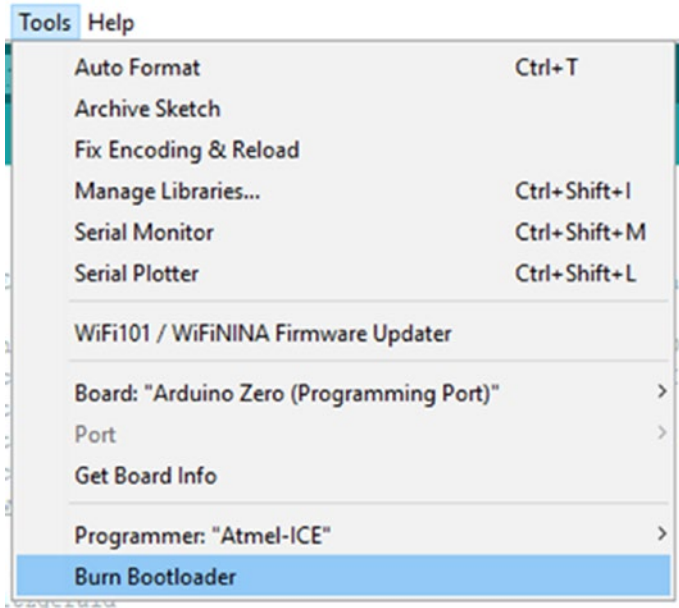 Tools Help
Auto Format Ctrl+T
Archive Sketch
Fix Encoding & Reload
Manage Libraries... Ctrl+Shift+I
Serial Monitor Ctrl+Shift+M
Serial Plotter Ctrl+Shift+L
WiFi101 / WiFiNINA Firmware Updater
Board: "Arduino Zero (Programming Port)"
Port
Get Board Info
Programmer: "Atmel-ICE"
Burn Bootloader